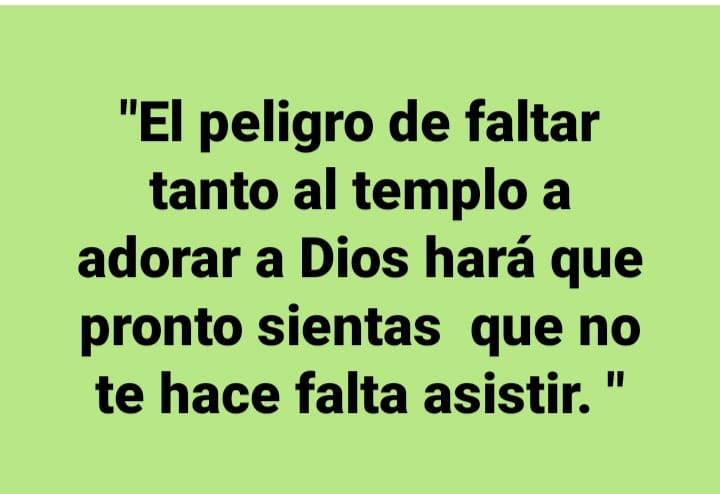 "El peligro de faltar
tanto al templo a
adorar a Dios hará que
pronto sientas  que no
te hace falta asistir. "